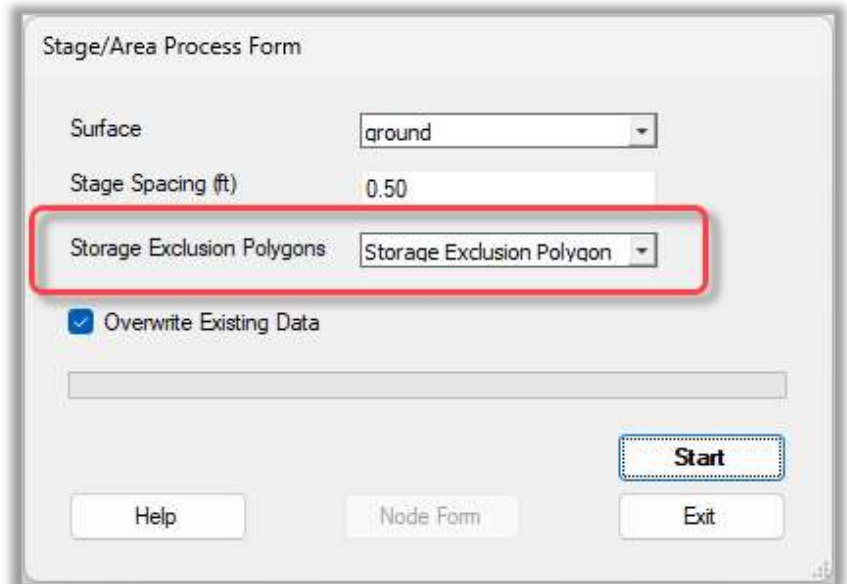 Stage/Area Process Form
Surface ground
Stage Spacing (ft) 0.50
Storage Exclusion Polygons Storage Exclusion Polygon
Overwrite Existing Data
Start
Help Node Form Exit